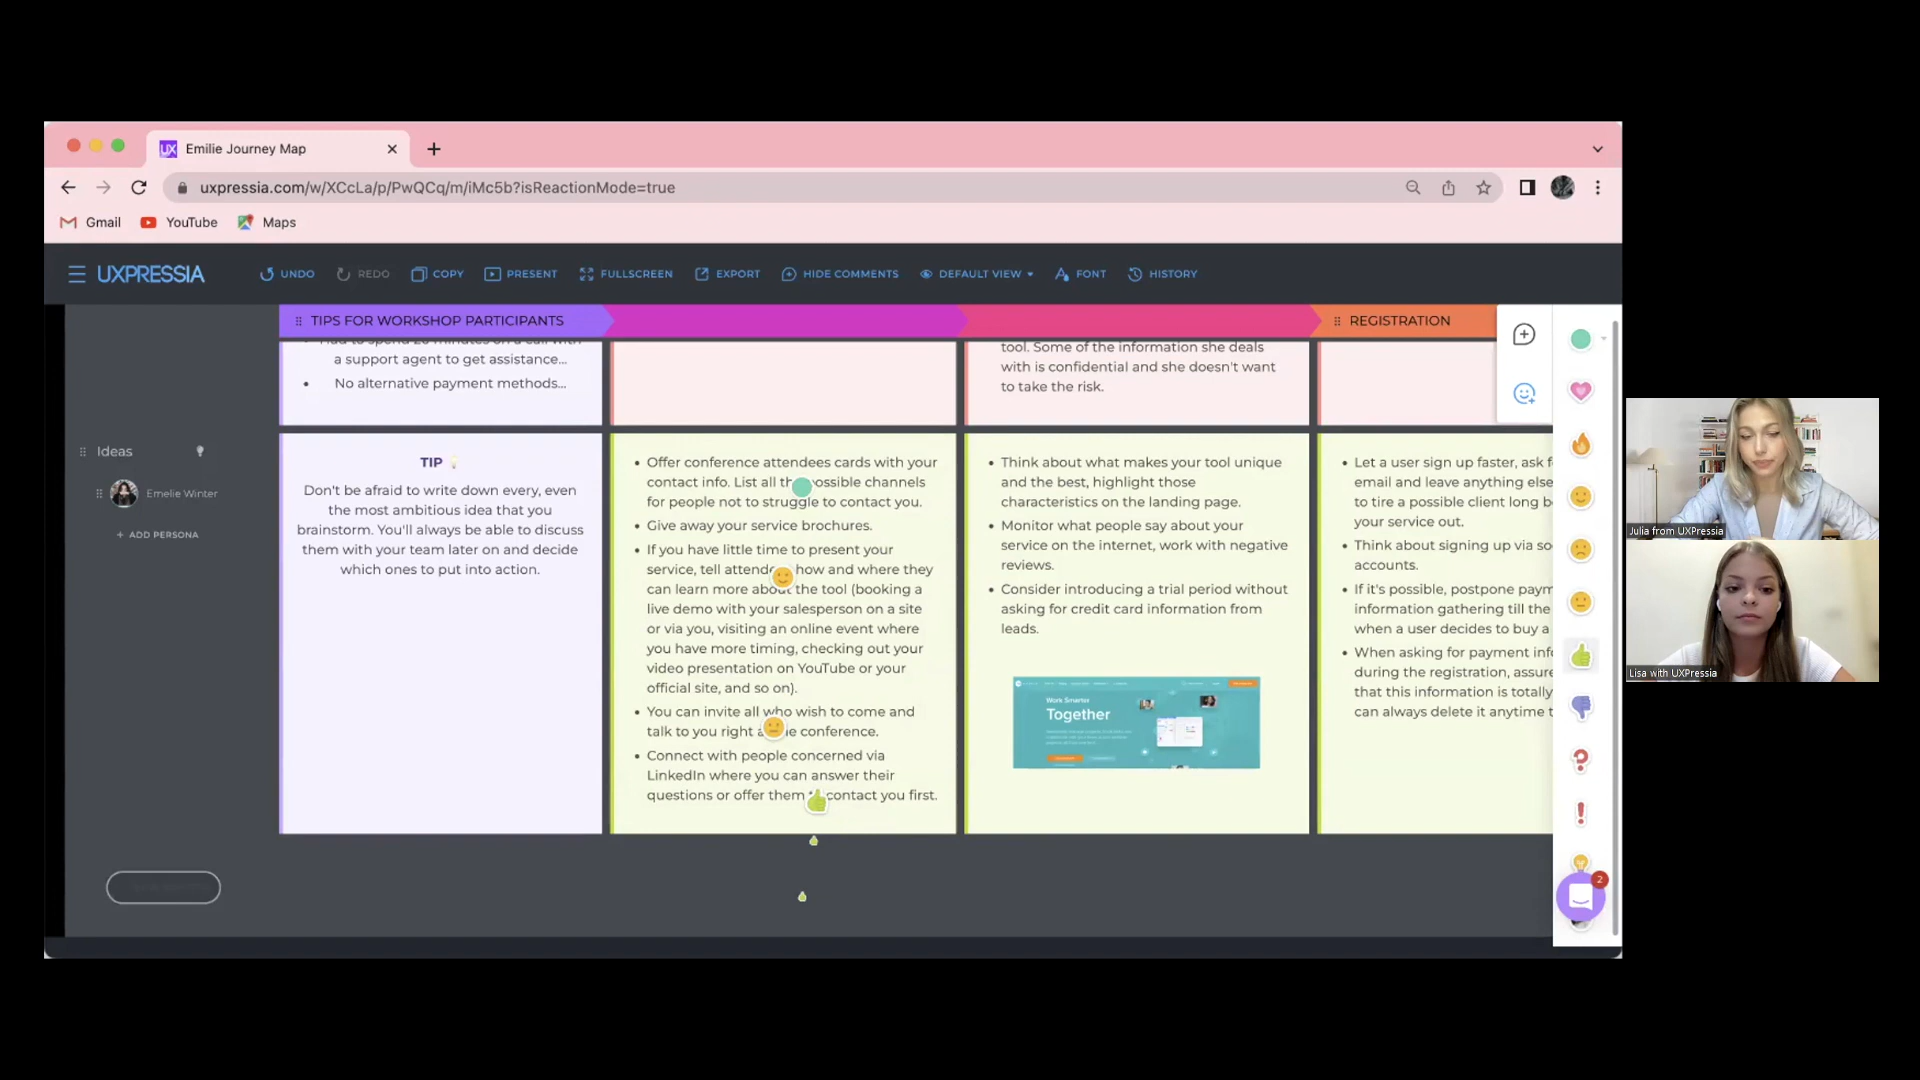 Emilie Journey Map
uxpressia.com/w/XCcLa/p/PwQCq/m/iMc5b?isReactionMode=true
Gmail
YouTube
Maps
UXPRESSIA
UNDO
REDO
COPY
PRESENT
FULLSCREEN
EXPORT
HIDE COMMENTS
DEFAULT VIEW
FONT
HISTORY
TIPS FOR WORKSHOP PARTICIPANTS
REGISTRATION
Had to spend 20 minutes on a call with
a support agent to get assistance...
• No alternative payment methods...
tool. Some of the information she deals
with is confidential and she doesn't want
to take the risk.
Ideas
Emelie Winter
+ ADD PERSONA
TIP
Don't be afraid to write down every, even
the most ambitious idea that you
brainstorm. You'll always be able to discuss
them with your team later on and decide
which ones to put into action.
• Offer conference attendees cards with your
contact info. List all the possible channels
for people not to struggle to contact you.
• Give away your service brochures.
• If you have little time to present your
service, tell attende how and where they
can learn more about the tool (booking a
live demo with your salesperson on a site
or via you, visiting an online event where
you have more timing, checking out your
video presentation on YouTube or your
official site, and so on).
• You can invite all who wish to come and
talk to you right a e conference.
• Connect with people concerned via
LinkedIn where you can answer their
questions or offer them contact you first.
• Think about what makes your tool unique
and the best, highlight those
characteristics on the landing page.
• Monitor what people say about your
service on the internet, work with negative
reviews.
• Consider introducing a trial period without
asking for credit card information from
leads.
Work Smarter
Together
• Let a user sign up faster, ask f
email and leave anything else
to tire a possible client long b
your service out.
• Think about signing up via so
accounts.
• If it's possible, postpone paym
information gathering till the
when a user decides to buy a
• When asking for payment info
during the registration, assure
that this information is totally
can always delete it anytime t
2
Julia from UXPressia
Lisa with UXPressia